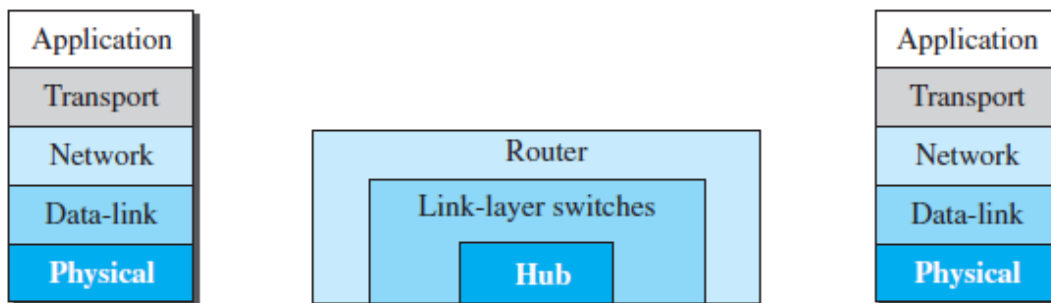 Application
Transport
Network
Data-link
Physical
Router
Link-layer switches
Hub
Application
Transport
Network
Data-link
Physical